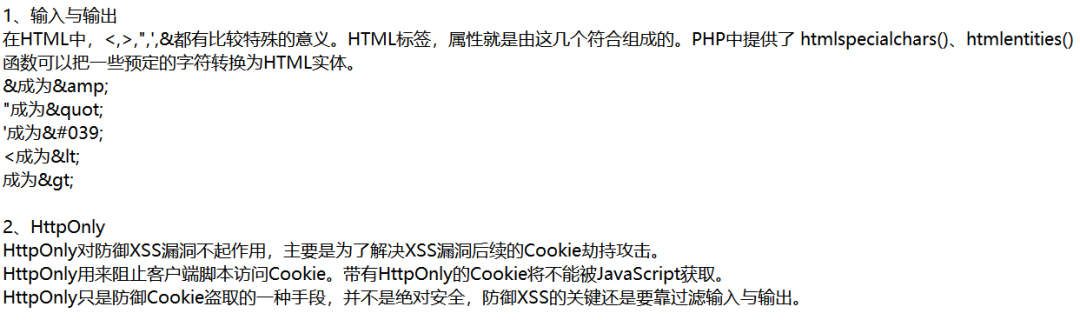 1、输入与输出
在HTML中，<,>,",',&都有比较特殊的意义。HTML标签，属性就是由这几个符合组成的。PHP中提供了 htmlspecialchars()、htmlentities()
函数可以把一些预定的字符转换为HTML实体。
&成为&amp;
"成为&quot;
'成为&#039;
<成为&lt;
成为&gt;
2、HttpOnly
HttpOnly对防御XSS漏洞不起作用，主要是为了解决XSS漏洞后续的Cookie劫持攻击。
HttpOnly用来阻止客户端脚本访问Cookie。带有HttpOnly的Cookie将不能被JavaScript获取。
HttpOnly只是防御Cookie盗取的一种手段，并不是绝对安全，防御XSS的关键还是要靠过滤输入与输出。